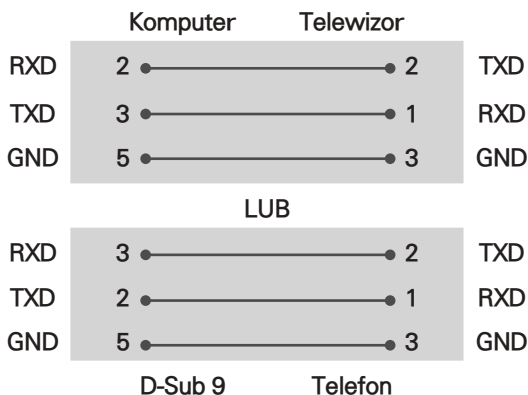 Komputer Telewizor
RXD 2 2 TXD
TXD 3 1 RXD
GND 5 3 GND
LUB
RXD 3 2 TXD
TXD 2 1 RXD
GND 5 3 GND
D-Sub 9 Telefon